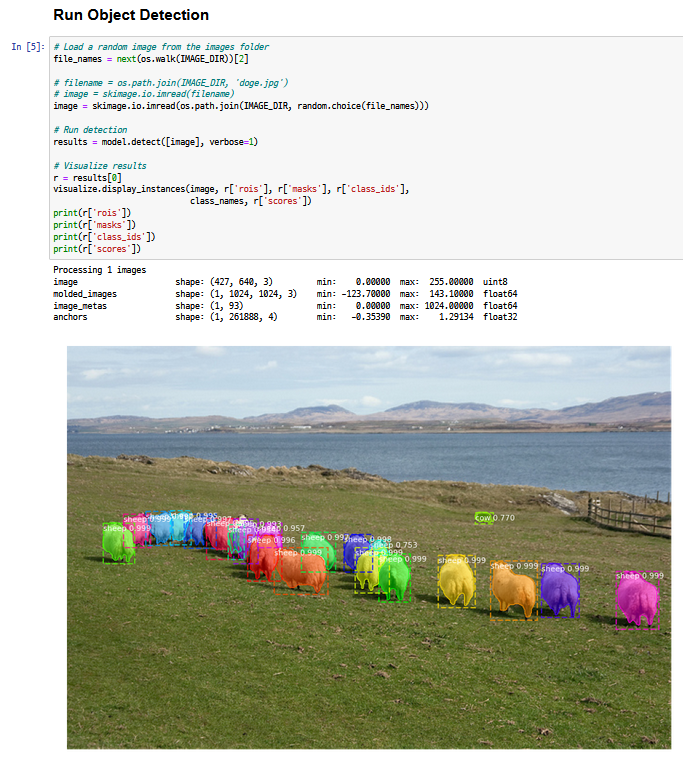 Run Object Detection
In [5]:
# Load a random image from the images folder
file_names = next(os.walk(IMAGE_DIR))[2]
# filename = os.path.join(IMAGE_DIR, 'doge.jpg')
# image = skimage.io.imread(filename)
image = skimage.io.imread(os.path.join(IMAGE_DIR, random.choice(file_names)))
# Run detection
results = model.detect([image], verbose=1)
# Visualize results
r = results[0]
visualize.display_instances(image, r['rois'], r['masks'], r['class_ids'],
class_names, r['scores'])
print(r['rois'])
print(r['masks'])
print(r['class_ids'])
print(r['scores'])
Processing 1 images
image shape: (427, 640, 3) min: 0.00000 max: 255.00000 uint8
molded_images shape: (1, 1024, 1024, 3) min: -123.70000 max: 143.10000 float64
image_metas shape: (1, 93) min: 0.00000 max: 1024.00000 float64
anchors shape: (1, 261888, 4) min: -0.35390 max: 1.29134 float32
cow 0.770
sheep 0.995
sheep 0.997
sheep 0.993
sheep 0.957
sheep 0.999
sheep 0.996
sheep 0.998
sheep 0.753
sheep 0.999
sheep 0.999
sheep 0.999
sheep 0.999
sheep 0.999
sheep 0.999